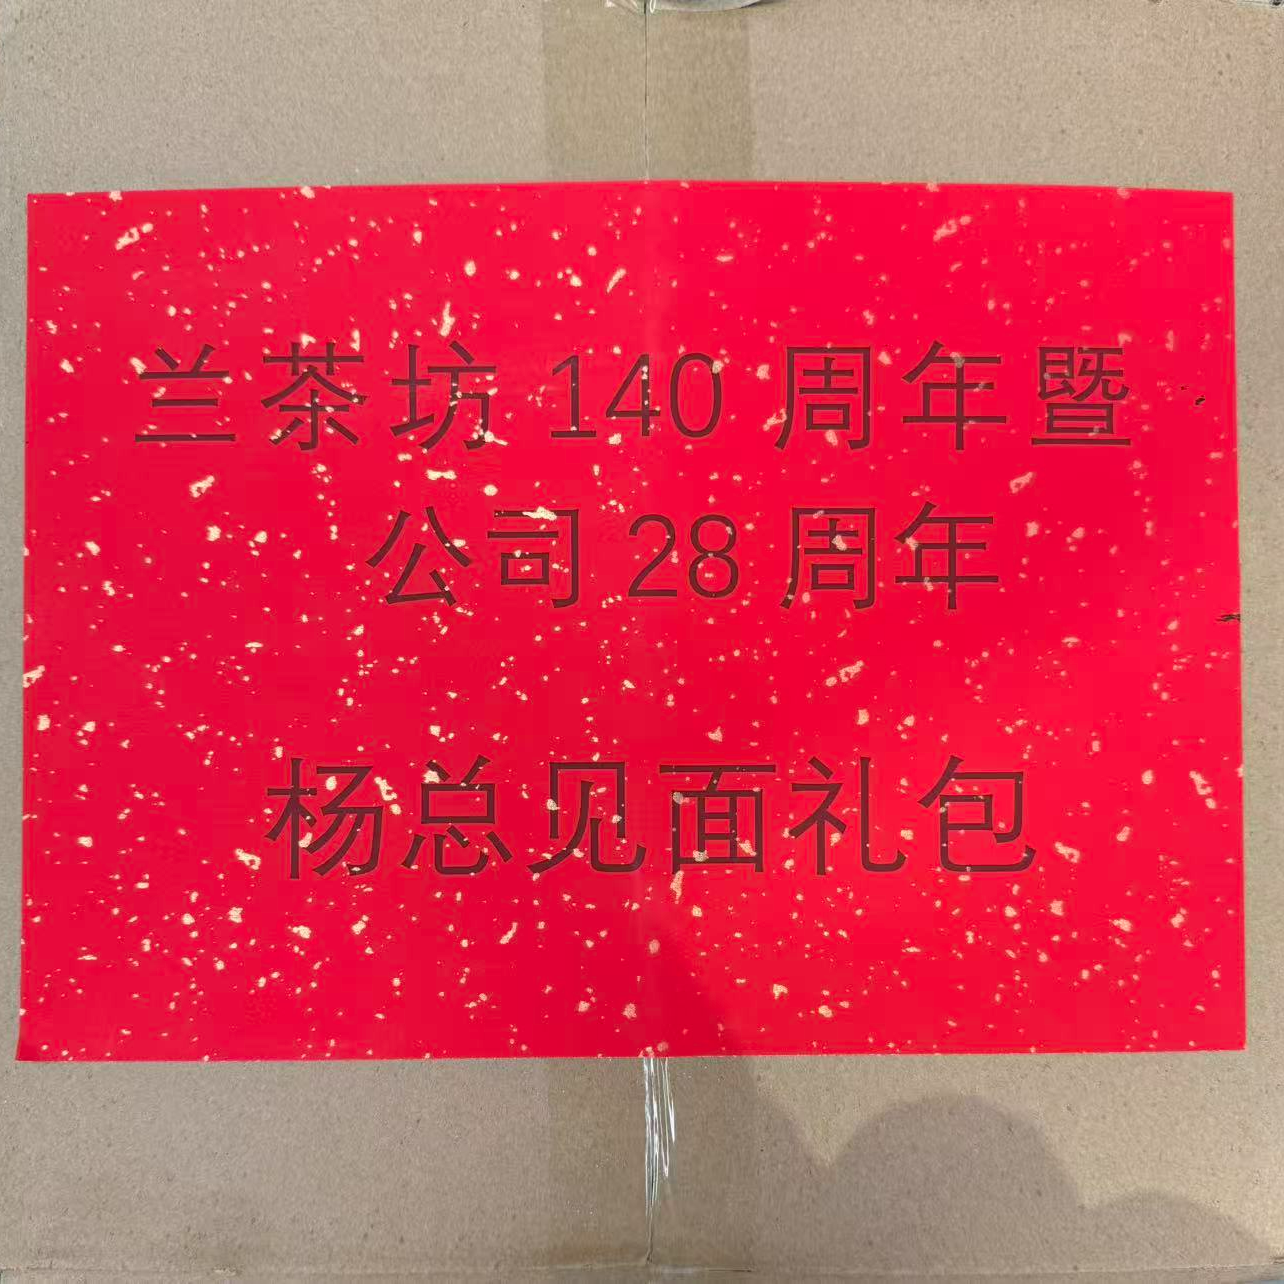 兰茶坊 140 周年暨
公司 28 周年
杨总见面礼包